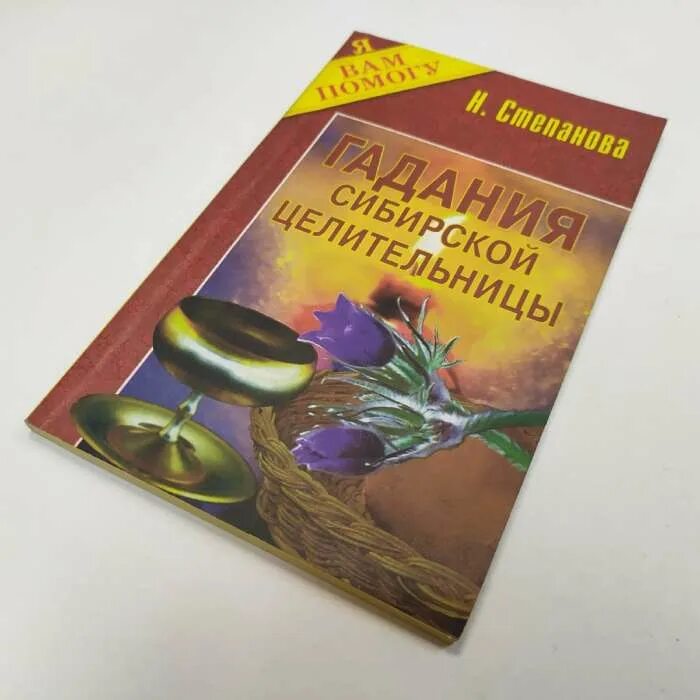 Я
ВАМ
ПОМОГУ
Н. Степанова
ГАДАНИЯ
СИБИРСКОЙ
ЦЕЛИТЕЛЬНИЦЫ